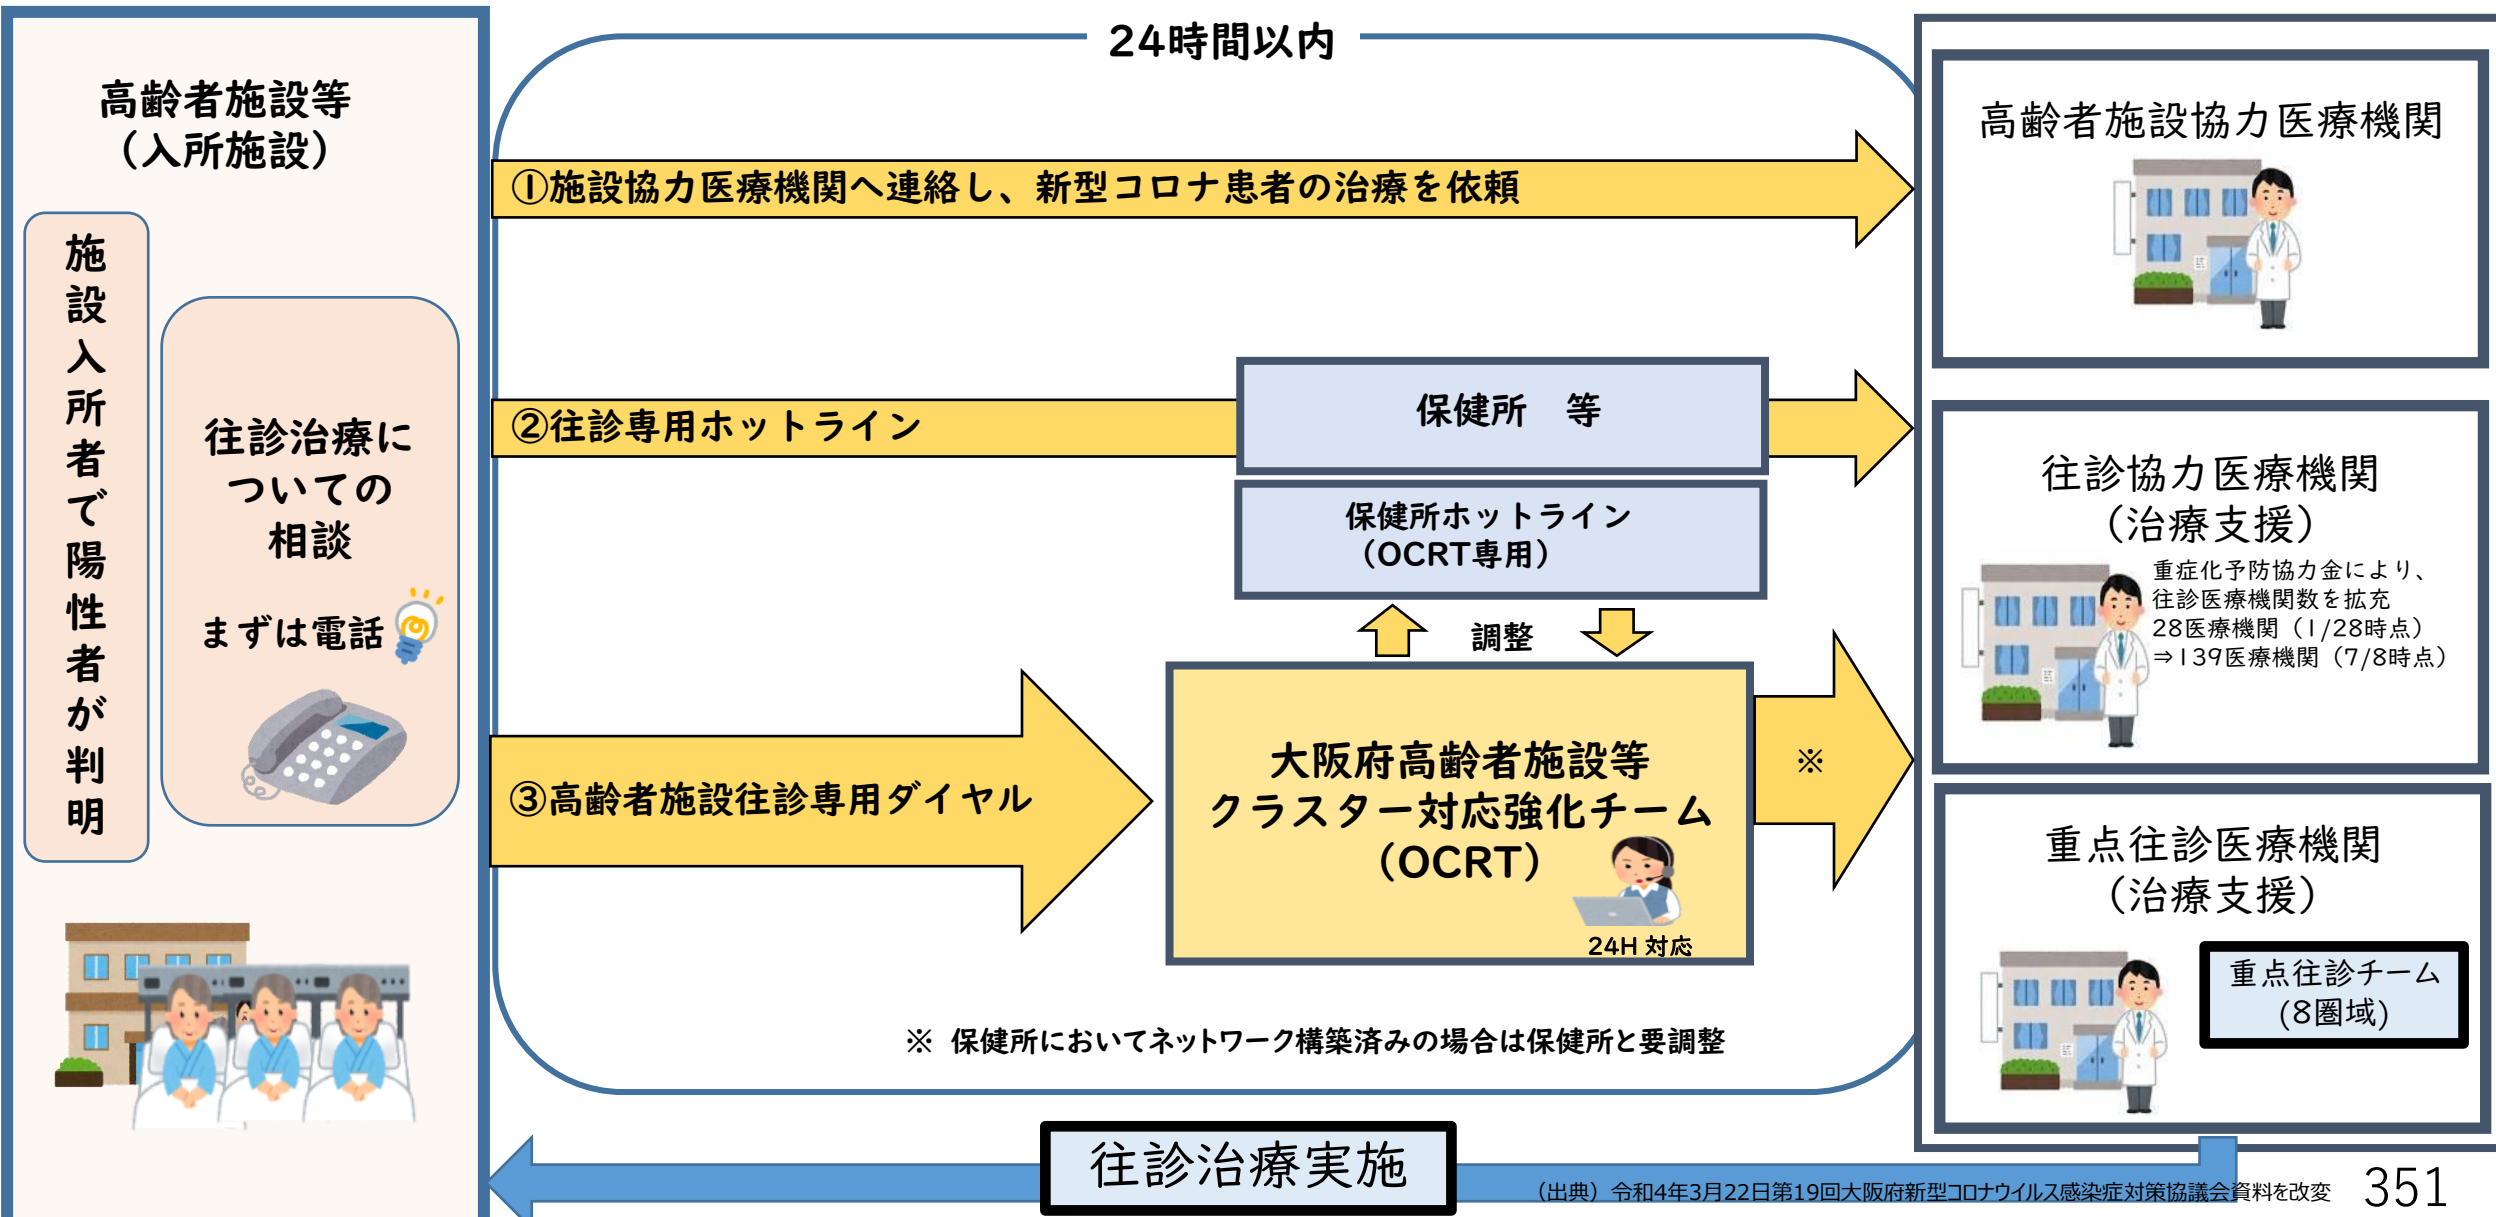 24時間以内
高齢者施設等
（入所施設）
施設入所者で陽性者が判明
往診治療に
ついての
相談
まずは電話
①施設協力医療機関へ連絡し、新型コロナ患者の治療を依頼
②往診専用ホットライン
保健所　等
保健所ホットライン
（OCRT専用）
調整
③高齢者施設往診専用ダイヤル
大阪府高齢者施設等
クラスター対応強化チーム
（OCRT）
24H 対応
※
※ 保健所においてネットワーク構築済みの場合は保健所と要調整
高齢者施設協力医療機関
往診協力医療機関
（治療支援）
重症化予防協力金により、
往診医療機関数を拡充
28医療機関（1/28時点）
⇒139医療機関（7/8時点）
重点往診医療機関
（治療支援）
重点往診チーム
(8圏域)
往診治療実施
（出典）令和4年3月22日第19回大阪府新型コロナウイルス感染症対策協議会資料を改変
351